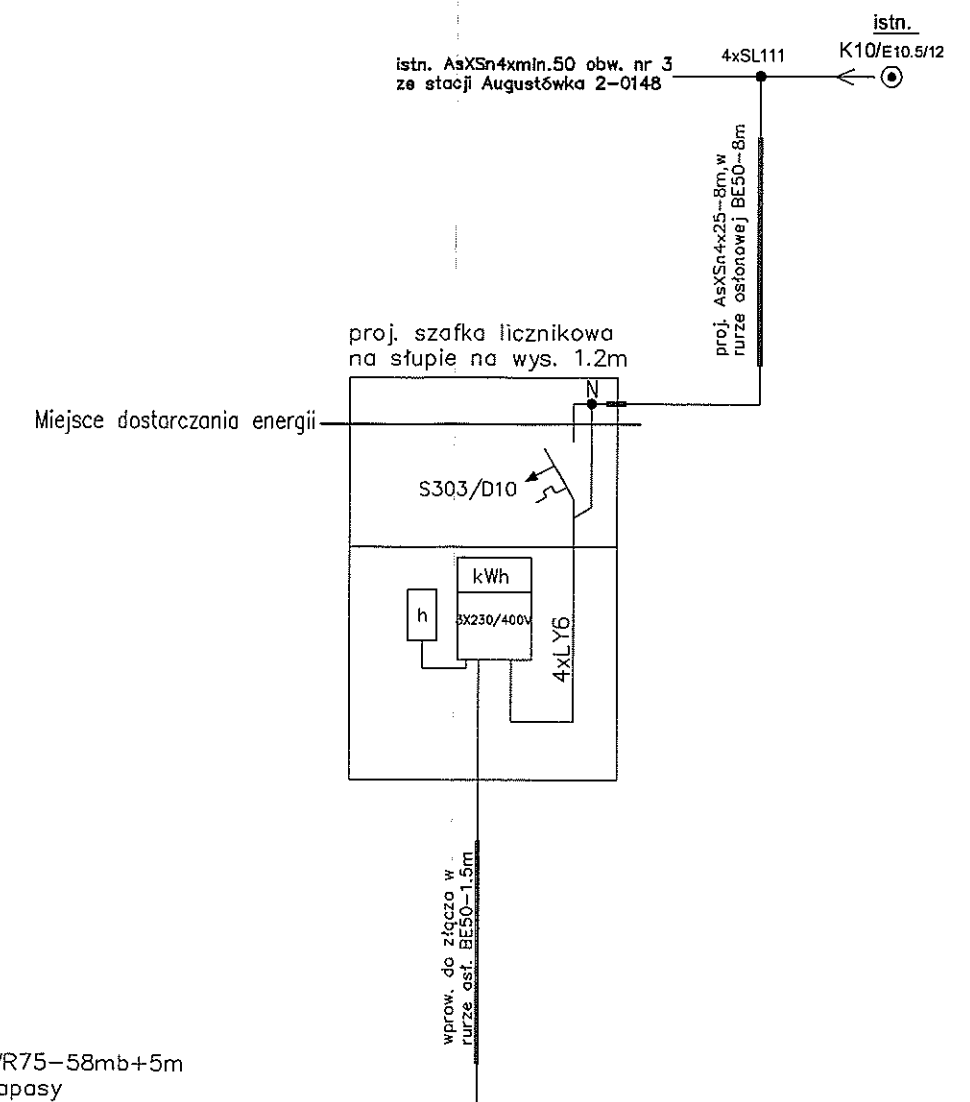 istn.
K10/E10.5/12
4xSL111
istn. AsXSn4xmin.50 obw. nr 3
ze stacji Augustówka 2-0148
proj. AsXSn4x25-8m,w
rurze osłonowej BE50-8m
proj. szafka licznikowa
na słupie na wys. 1.2m
N
Miejsce dostarczania energii
S303/D10
kWh
h
3X230/400V
4xLY6
wprow. do złącza w
rurze osł. BE50-1.5m
VR75-58mb+5m
apasy